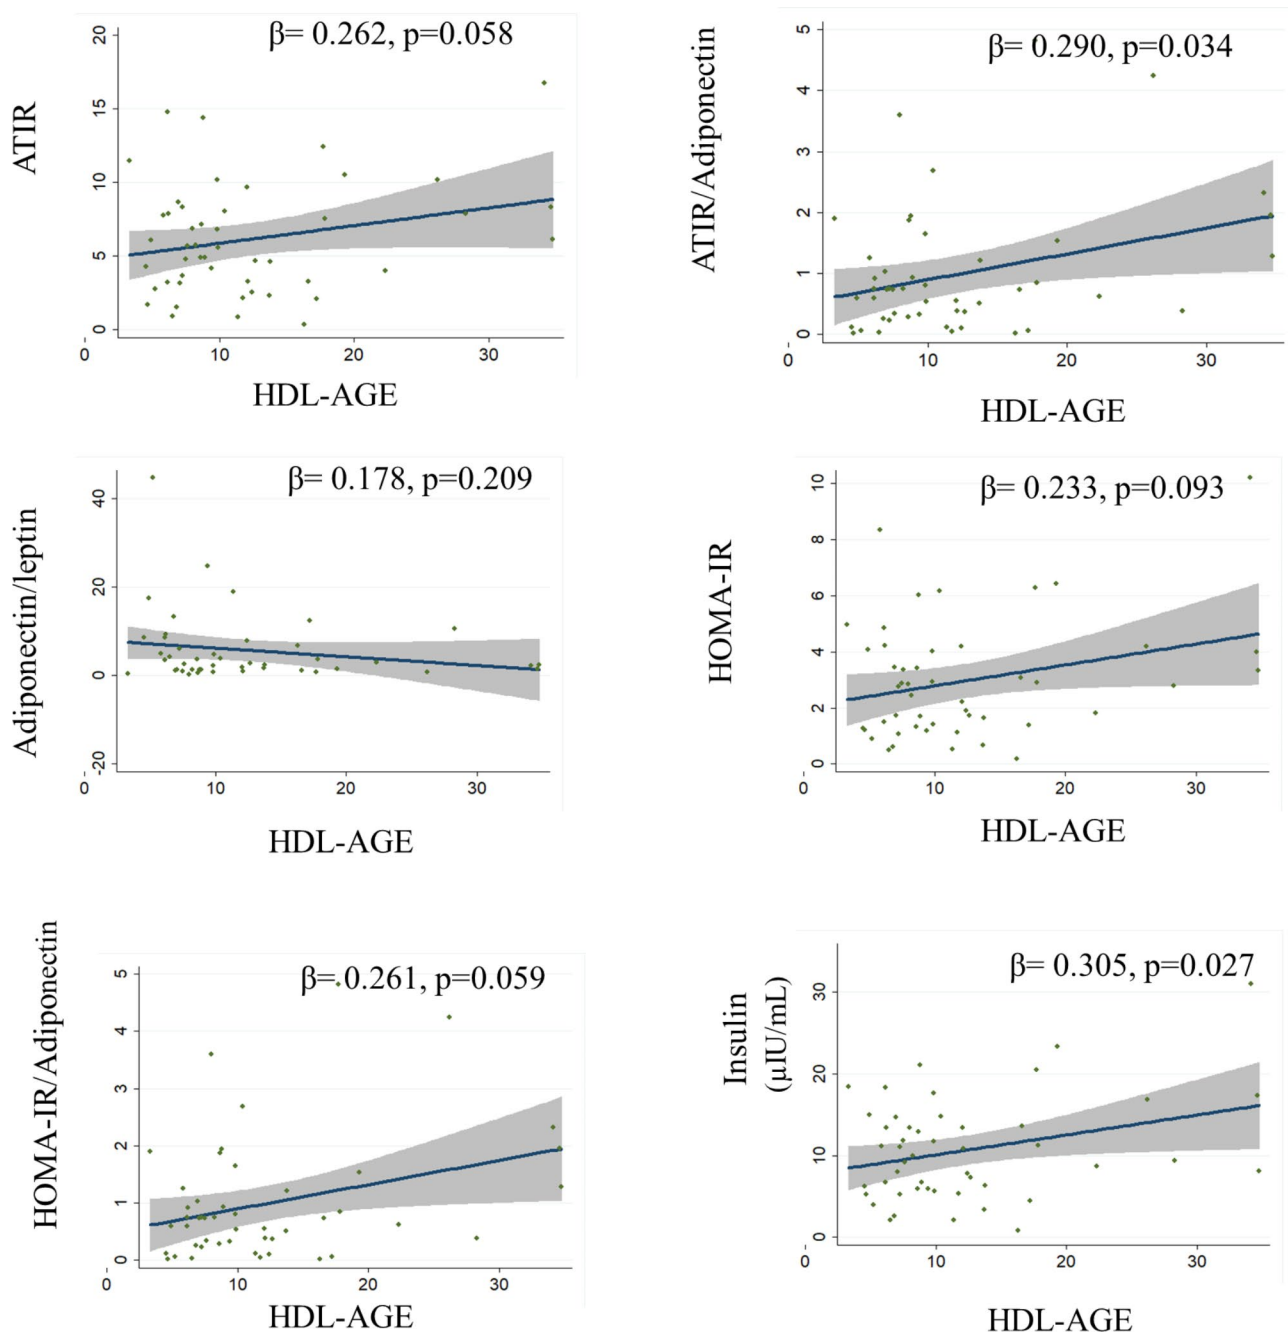 β= 0.262, p=0.058
ATIR
20
15
10
5
0
0 10 20 30
HDL-AGE
β= 0.290, p=0.034
ATIR/Adiponectin
5
4
3
2
1
0
0 10 20 30
HDL-AGE
β= 0.178, p=0.209
Adiponectin/leptin
40
20
0
-20
0 10 20 30
HDL-AGE
β= 0.233, p=0.093
HOMA-IR
10
8
6
4
2
0
0 10 20 30
HDL-AGE
β= 0.261, p=0.059
HOMA-IR/Adiponectin
5
4
3
2
1
0
0 10 20 30
HDL-AGE
β= 0.305, p=0.027
Insulin
(μIU/mL)
30
20
10
0
0 10 20 30
HDL-AGE